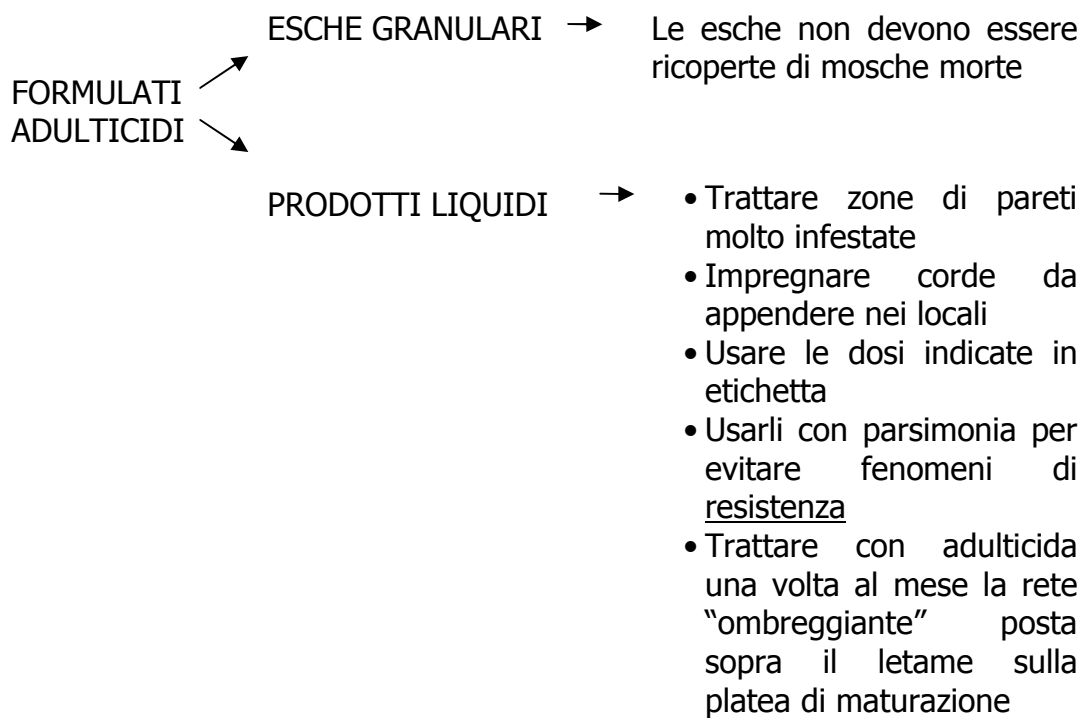 ESCHE GRANULARI
Le esche non devono essere
ricoperte di mosche morte
FORMULATI
ADULTICIDI
PRODOTTI LIQUIDI
• Trattare zone di pareti
molto infestate
• Impregnare corde da
appendere nei locali
• Usare le dosi indicate in
etichetta
• Usarli con parsimonia per
evitare fenomeni di
resistenza
• Trattare con adulticida
una volta al mese la rete
“ombreggiante” posta
sopra il letame sulla
platea di maturazione